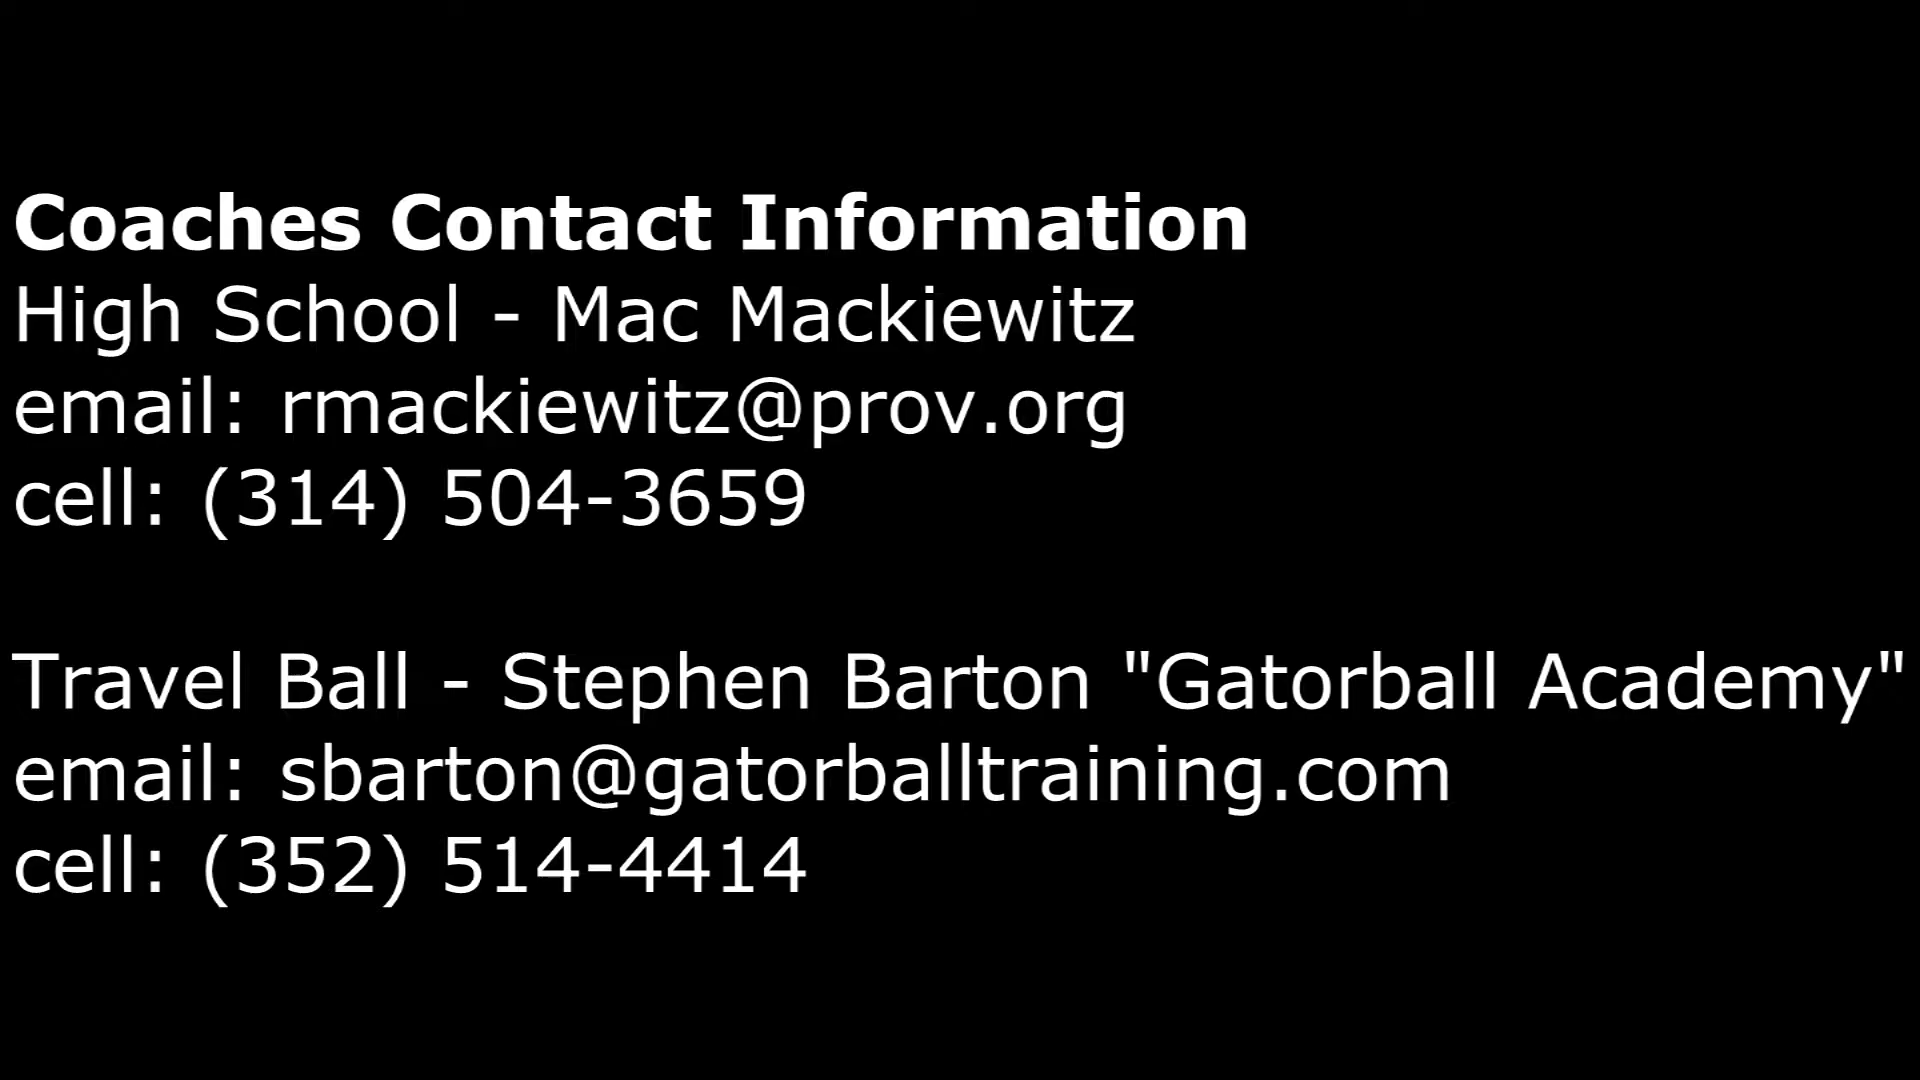 Coaches Contact Information
High School - Mac Mackiewitz
email: rmackiewitz@prov.org
cell: (314) 504-3659
Travel Ball - Stephen Barton "Gatorball Academy"
email: sbarton@gatorballtraining.com
cell: (352) 514-4414